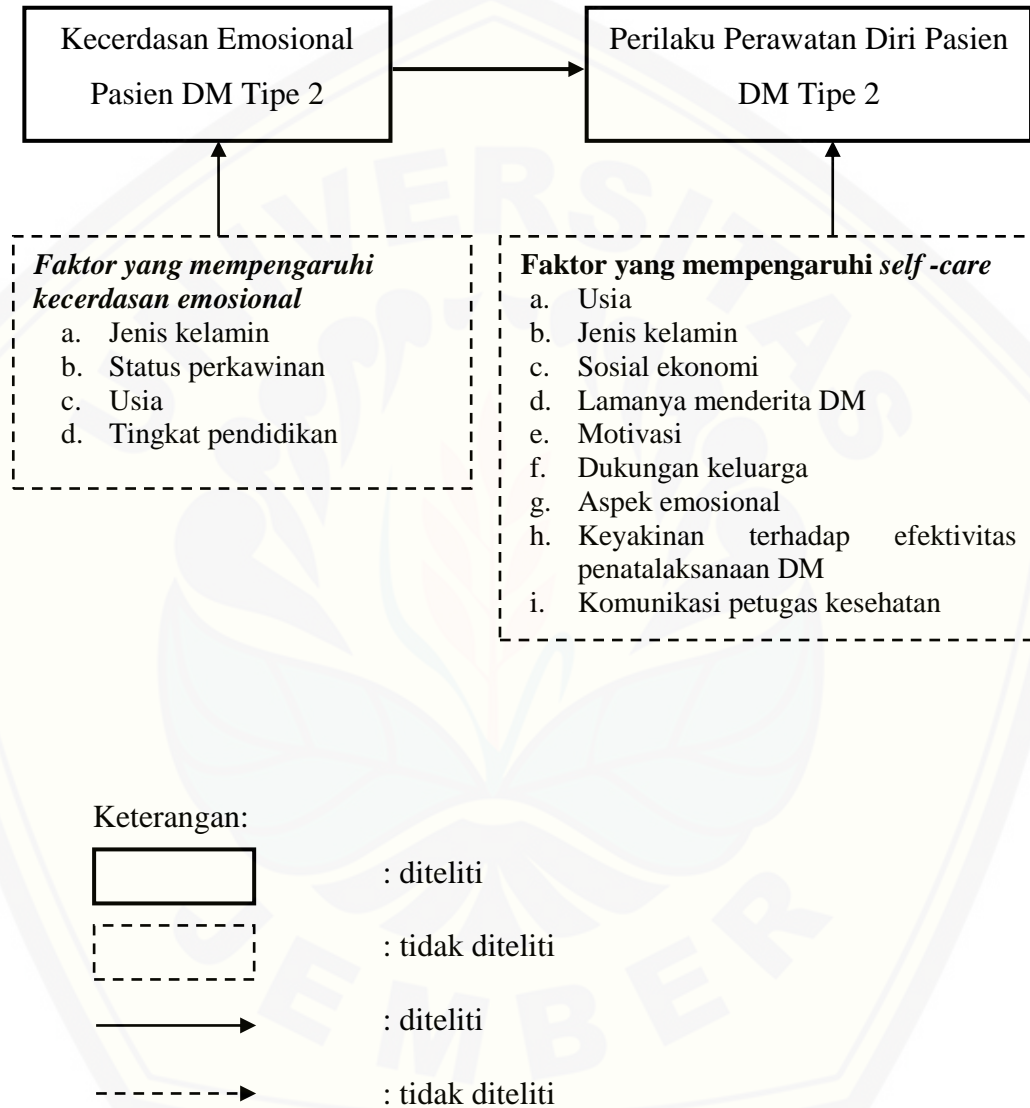 Kecerdasan Emosional
Pasien DM Tipe 2
Perilaku Perawatan Diri Pasien
DM Tipe 2
Faktor yang mempengaruhi
kecerdasan emosional
a. Jenis kelamin
b. Status perkawinan
c. Usia
d. Tingkat pendidikan
Faktor yang mempengaruhi self -care
a. Usia
b. Jenis kelamin
c. Sosial ekonomi
d. Lamanya menderita DM
e. Motivasi
f. Dukungan keluarga
g. Aspek emosional
h. Keyakinan terhadap efektivitas
penatalaksanaan DM
i. Komunikasi petugas kesehatan
Keterangan:
: diteliti
: tidak diteliti
: diteliti
: tidak diteliti
UNIVERSITAS
JEMBER